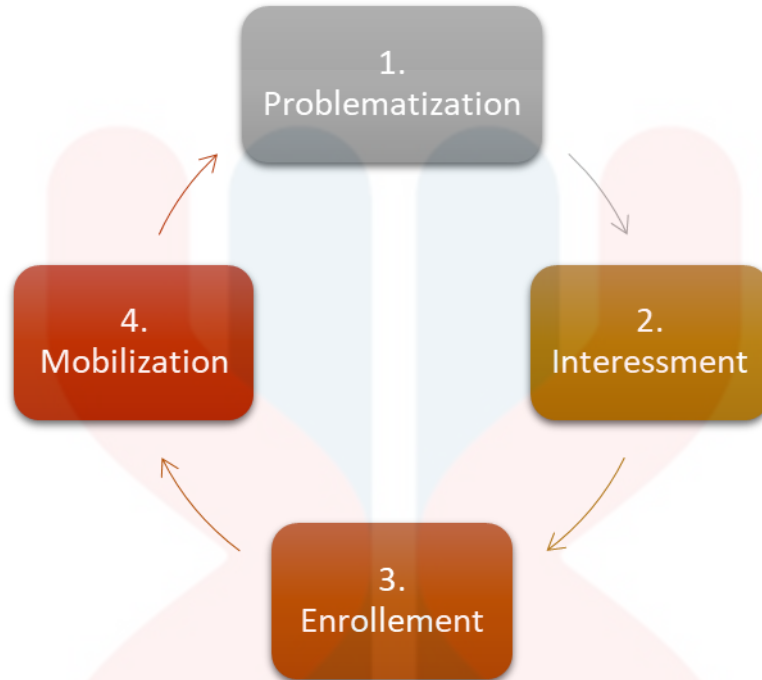 1.
Problematization
2.
Interessment
3.
Enrollement
4.
Mobilization